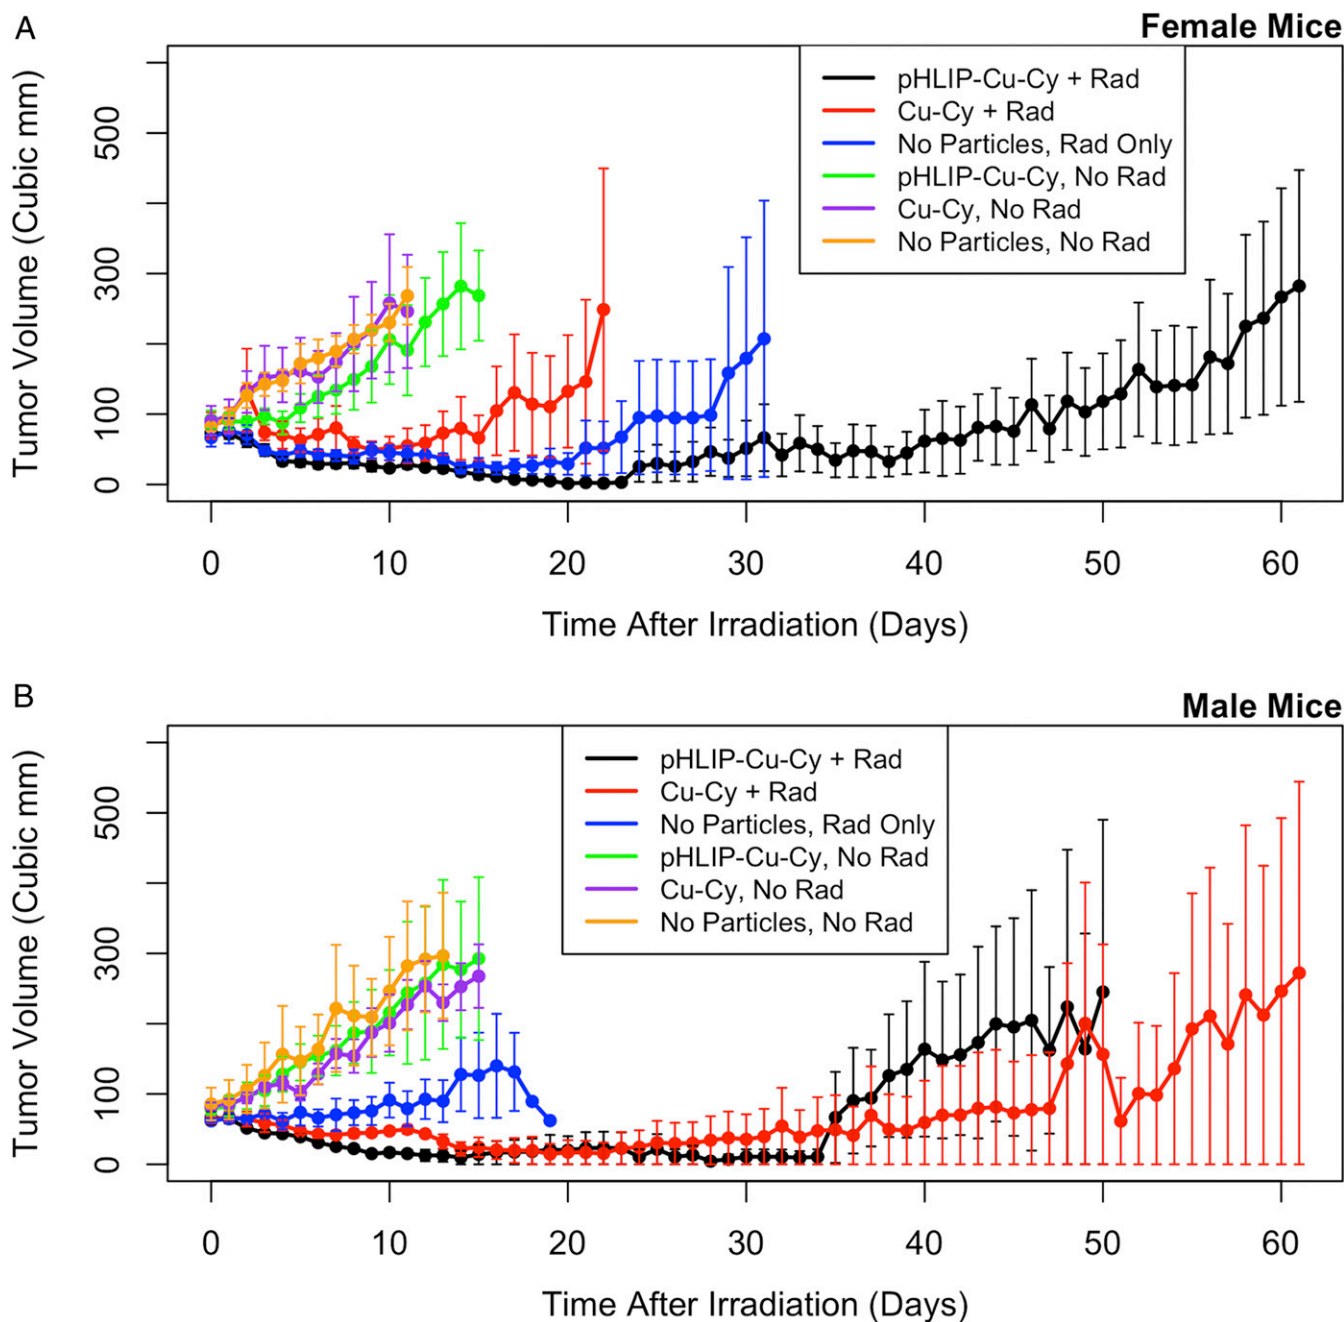 A
Female Mice
Tumor Volume (Cubic mm)
500
300
100
0
pHLIP-Cu-Cy + Rad
Cu-Cy + Rad
No Particles, Rad Only
pHLIP-Cu-Cy, No Rad
Cu-Cy, No Rad
No Particles, No Rad
0 10 20 30 40 50 60
Time After Irradiation (Days)
B
Male Mice
Tumor Volume (Cubic mm)
500
300
100
0
pHLIP-Cu-Cy + Rad
Cu-Cy + Rad
No Particles, Rad Only
pHLIP-Cu-Cy, No Rad
Cu-Cy, No Rad
No Particles, No Rad
0 10 20 30 40 50 60
Time After Irradiation (Days)